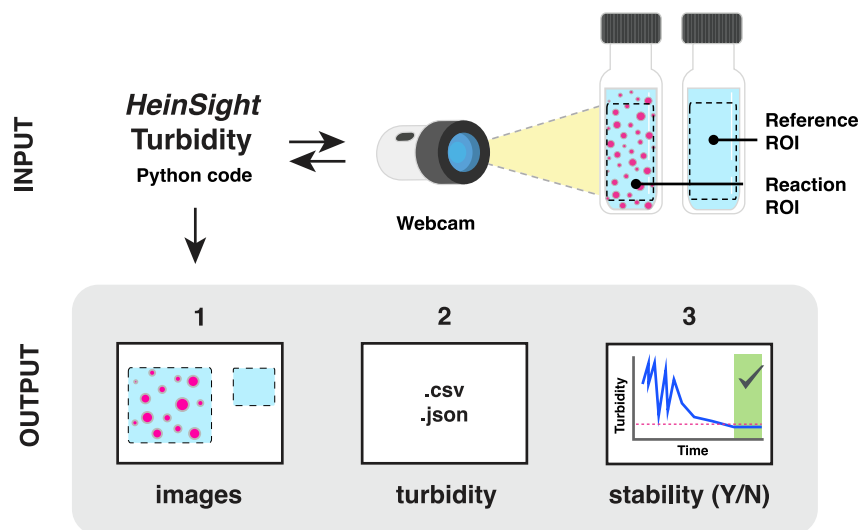 INPUT
HeinSight
Turbidity
Python code
Webcam
Reference
ROI
Reaction
ROI
OUTPUT
1
2
3
.csv
.json
Turbidity
Time
images
turbidity
stability (Y/N)